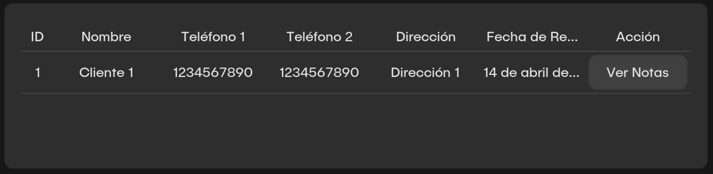 ID Nombre Teléfono 1 Teléfono 2 Dirección Fecha de Re... Acción
1 Cliente 1 1234567890 1234567890 Dirección 1 14 de abril de... Ver Notas